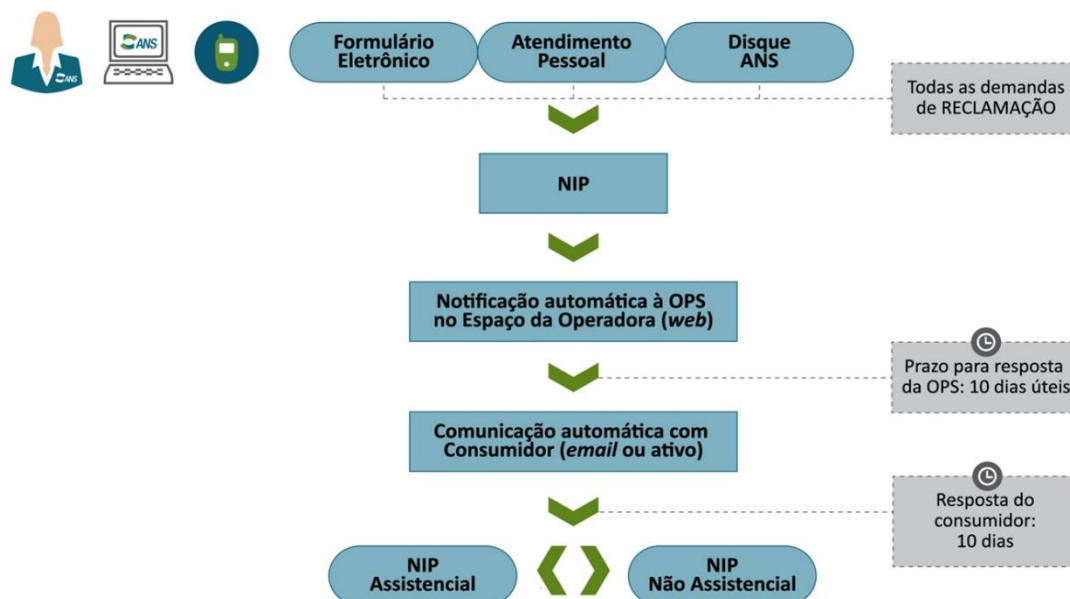 ANS
ANS
Formulário
Eletrônico
Atendimento
Pessoal
Disque
ANS
Todas as demandas
de RECLAMAÇÃO
NIP
Notificação automática à OPS
no Espaço da Operadora (web)
Prazo para resposta
da OPS: 10 dias úteis
Comunicação automática com
Consumidor (email ou ativo)
Resposta do
consumidor:
10 dias
NIP
Assistencial
NIP
Não Assistencial